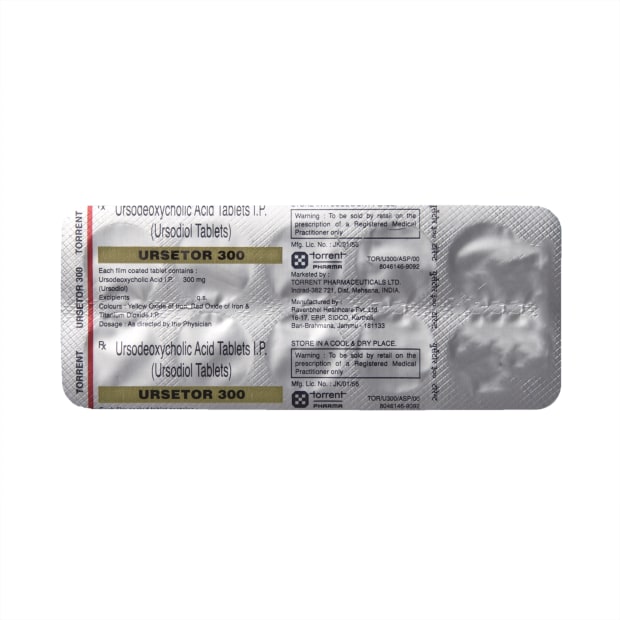 TORRENT URSETOR 300 TORRENT
Rx Ursodeoxycholic Acid Tablets I.P.
(Ursodiol Tablets)
URSETOR 300
Each film coated tablet contains :
Ursodeoxycholic Acid I.P. 300 mg
(Ursodiol)
Excipients q.s.
Colours : Yellow Oxide of Iron, Red Oxide of Iron &
Titanium Dioxide I.P.
Dosage : As directed by the Physician
Rx Ursodeoxycholic Acid Tablets I.P.
(Ursodiol Tablets)
URSETOR 300
Warning : To be sold by retail on the
prescription of a Registered Medical
Practitioner only
Mfg. Lic. No. : JK/01/
torrent
PHARMA
TOR/U300/ASP/00
8046146-9092
Marketed by :
TORRENT PHARMACEUTICALS LTD.
Indrad-382 721, Dist. Mehsana, INDIA.
Manufactured by :
Ravenbhel Healthcare Pvt. Ltd.
16-17, EPIP, SIDCO, Kartholi,
Bari-Brahmana, Jammu - 181133
STORE IN A COOL & DRY PLACE.
Warning : To be sold by retail on the
prescription of a Registered Medical
Practitioner only
Mfg. Lic. No. : JK/01/
torrent
PHARMA
TOR/U300/ASP/00
8046146-9092
TORRENT URSETOR 300